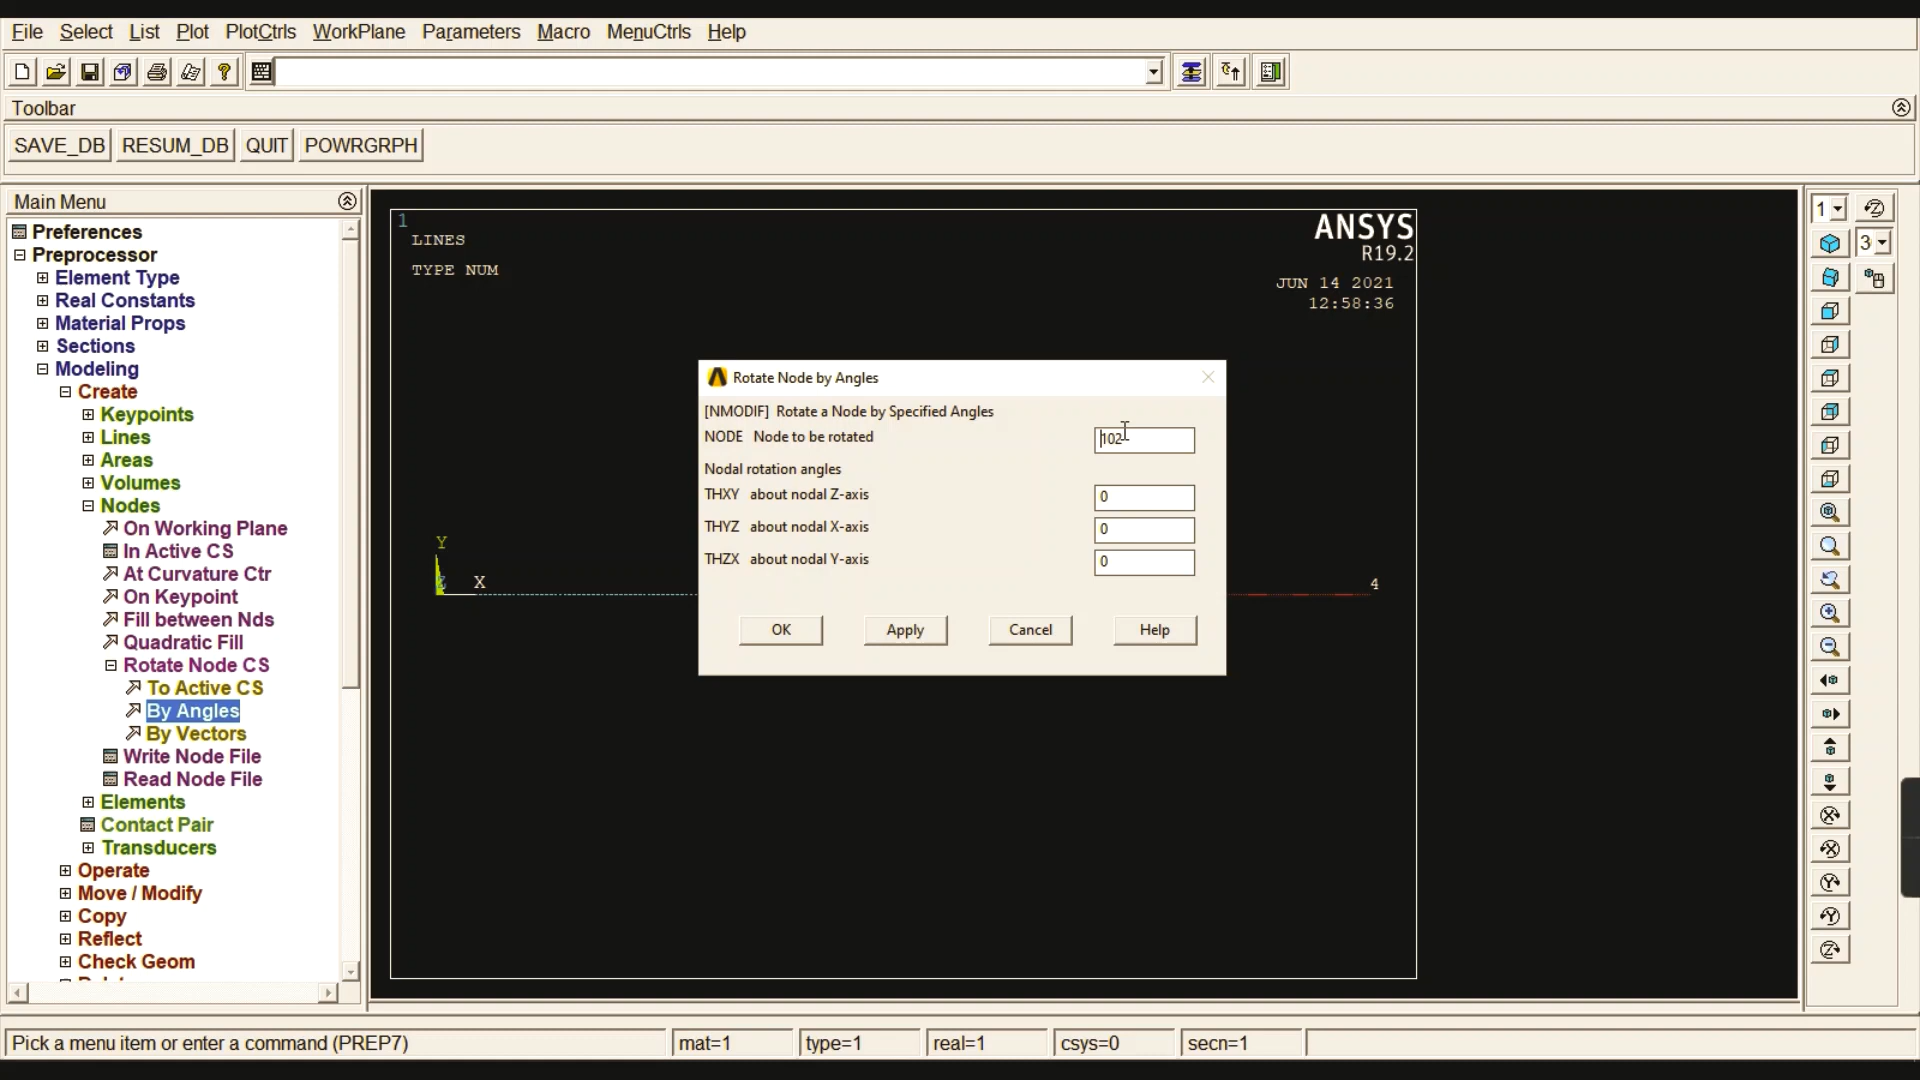 File Select List Plot PlotCtrls WorkPlane Parameters Macro MenuCtrls Help
Toolbar
SAVE_DB RESUM_DB QUIT POWRGRPH
Main Menu
Preferences
Preprocessor
Element Type
Real Constants
Material Props
Sections
Modeling
Create
Keypoints
Lines
Areas
Volumes
Nodes
On Working Plane
In Active CS
At Curvature Ctr
On Keypoint
Fill between Nds
Quadratic Fill
Rotate Node CS
To Active CS
By Angles
By Vectors
Write Node File
Read Node File
Elements
Contact Pair
Transducers
Operate
Move / Modify
Copy
Reflect
Check Geom
1
LINES
TYPE NUM
ANSYS
R19.2
JUN 14 2021
12:58:36
Y
Z X
4
Rotate Node by Angles
[NMODIF] Rotate a Node by Specified Angles
NODE Node to be rotated 102
Nodal rotation angles
THXY about nodal Z-axis 0
THYZ about nodal X-axis 0
THZX about nodal Y-axis 0
OK Apply Cancel Help
1
3
Pick a menu item or enter a command (PREP7) mat=1 type=1 real=1 csys=0 secn=1